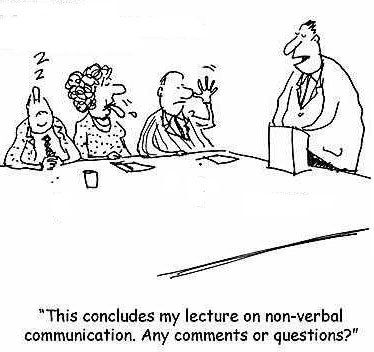 z
z
"This concludes my lecture on non-verbal
communication. Any comments or questions?"